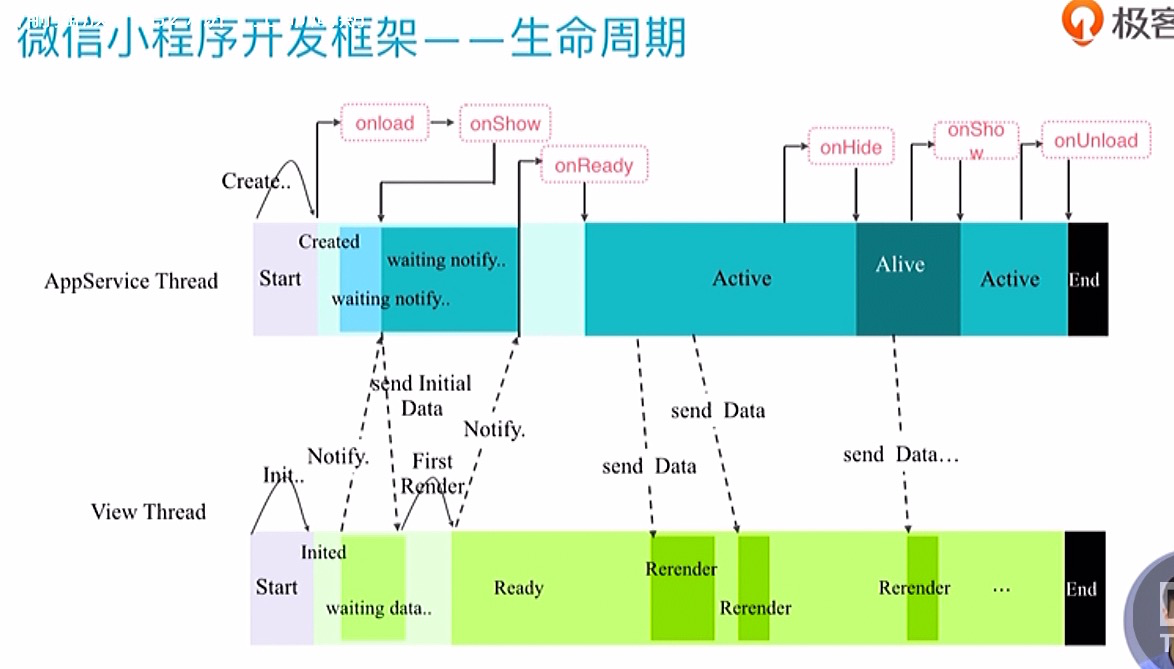 微信小程序开发框架——生命周期
极客
onload
onShow
onReady
onHide
onSho
w
onUnload
Create..
AppService Thread
Start
Created
waiting notify..
waiting notify..
Active
Alive
Active
End
send Initial
Data
Notify.
Notify.
First
Render
send Data
send Data
send Data…
Init..
View Thread
Start
Inited
waiting data..
Ready
Rerender
Rerender
Rerender
...
End